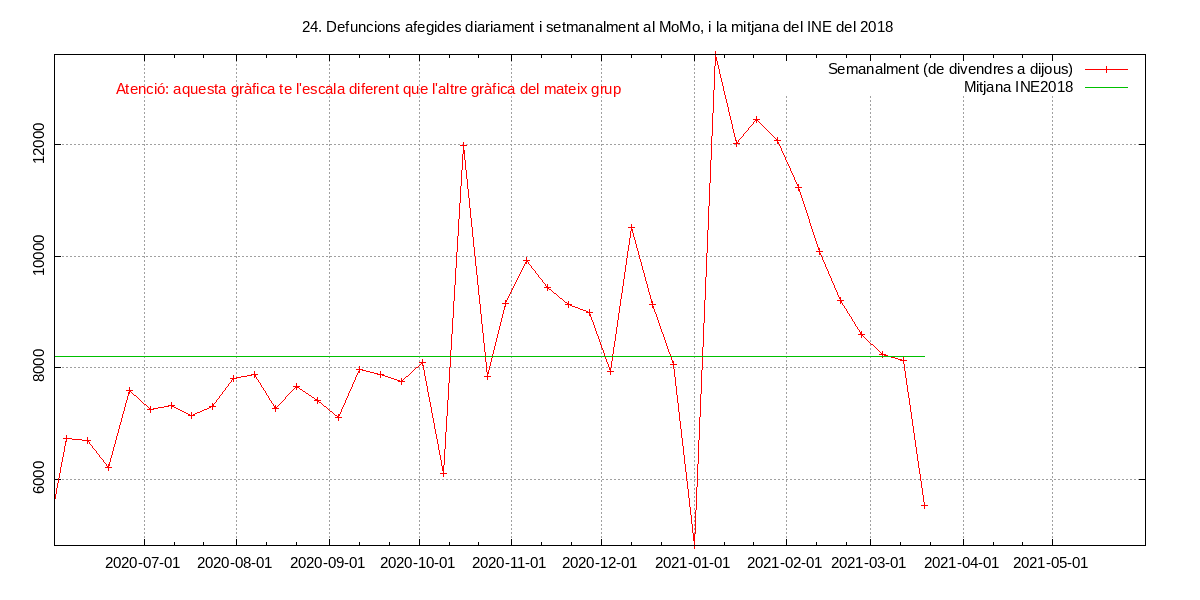 24. Defuncions afegides diariament i setmanalment al MoMo, i la mitjana del INE del 2018
Semanalment (de divendres a dijous)
Mitjana INE2018
Atenció: aquesta gràfica te l'escala diferent que l'altre gràfica del mateix grup
12000
10000
8000
6000
2020-07-01 2020-08-01 2020-09-01 2020-10-01 2020-11-01 2020-12-01 2021-01-01 2021-02-01 2021-03-01 2021-04-01 2021-05-01